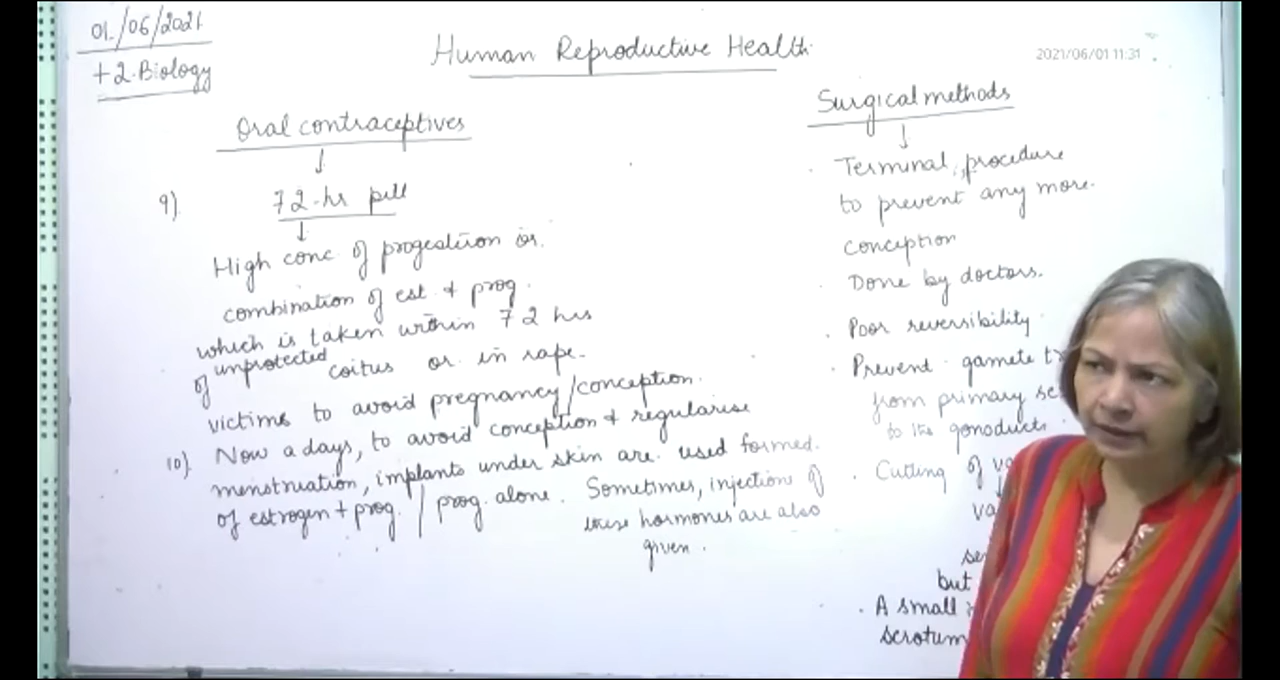 01/06/2021
+2 Biology
Human Reproductive Health
2021/06/01 11:31
Oral contraceptives
↓
9) 72-hr pill
↓
High conc of progestiron or
combination of est. + prog.
which is taken within 72 hrs
of unprotected coitus or in rape
victims to avoid pregnancy/conception.
10) Now a days, to avoid conception & regularise
menstruation, implants under skin are used formed
of estrogen + prog. / prog. alone. Sometimes, injections of
these hormones are also
given.
Surgical methods
↓
Terminal procedure
to prevent any more
conception
Done by doctors.
Poor reversibility
Prevent gamete
from primary
to its gonoducts
Cutting of
but
A small
scrotum